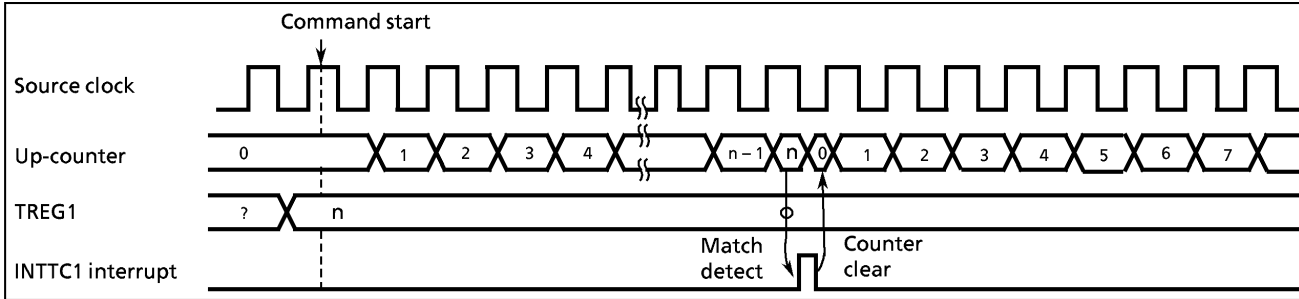 Command start
Source clock
Up-counter 0 1 2 3 4 n – 1 n 0 1 2 3 4 5 6 7
TREG1 ? n
Match detect
Counter clear
INTTC1 interrupt